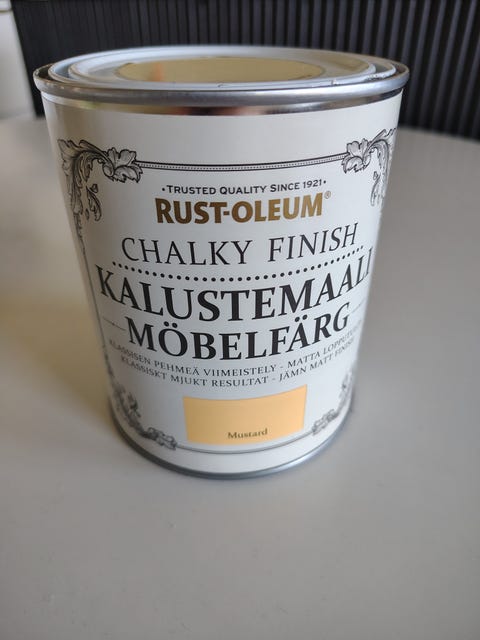 • TRUSTED QUALITY SINCE 1921 •
RUST-OLEUM®
CHALKY FINISH
KALUSTEMAALI
MÖBELFÄRG
KLASSISEN PEHMEÄ VIIMEISTELY - MATTA
KLASSISKT MJUKT RESULTAT - JÄMN MATT FINISH
Mustard